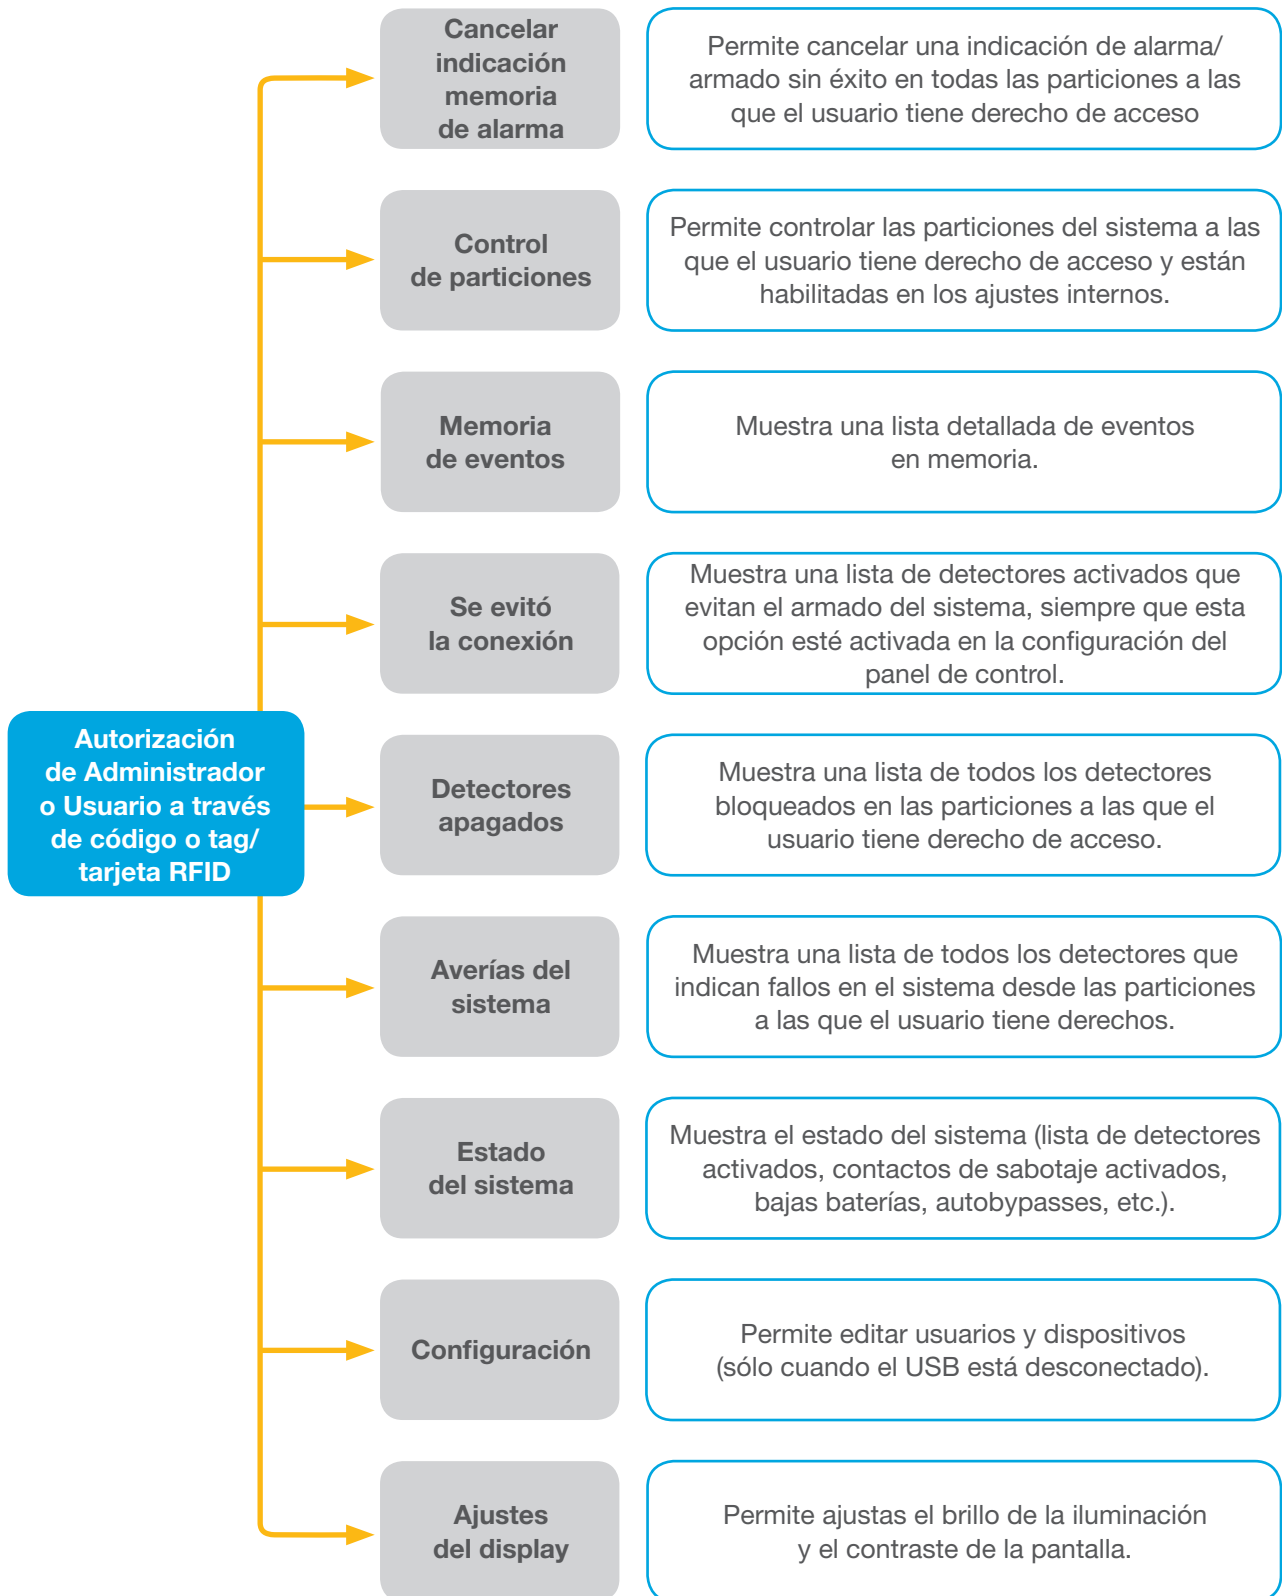 Cancelar
indicación
memoria
de alarma
Permite cancelar una indicación de alarma/
armado sin éxito en todas las particiones a las
que el usuario tiene derecho de acceso
Control
de particiones
Permite controlar las particiones del sistema a las
que el usuario tiene derecho de acceso y están
habilitadas en los ajustes internos.
Memoria
de eventos
Muestra una lista detallada de eventos
en memoria.
Se evitó
la conexión
Muestra una lista de detectores activados que
evitan el armado del sistema, siempre que esta
opción esté activada en la configuración del
panel de control.
Autorización
de Administrador
o Usuario a través
de código o tag/
tarjeta RFID
Detectores
apagados
Muestra una lista de todos los detectores
bloqueados en las particiones a las que el
usuario tiene derecho de acceso.
Averías del
sistema
Muestra una lista de todos los detectores que
indican fallos en el sistema desde las particiones
a las que el usuario tiene derechos.
Estado
del sistema
Muestra el estado del sistema (lista de detectores
activados, contactos de sabotaje activados,
bajas baterías, autobypasses, etc.).
Configuración
Permite editar usuarios y dispositivos
(sólo cuando el USB está desconectado).
Ajustes
del display
Permite ajustas el brillo de la iluminación
y el contraste de la pantalla.